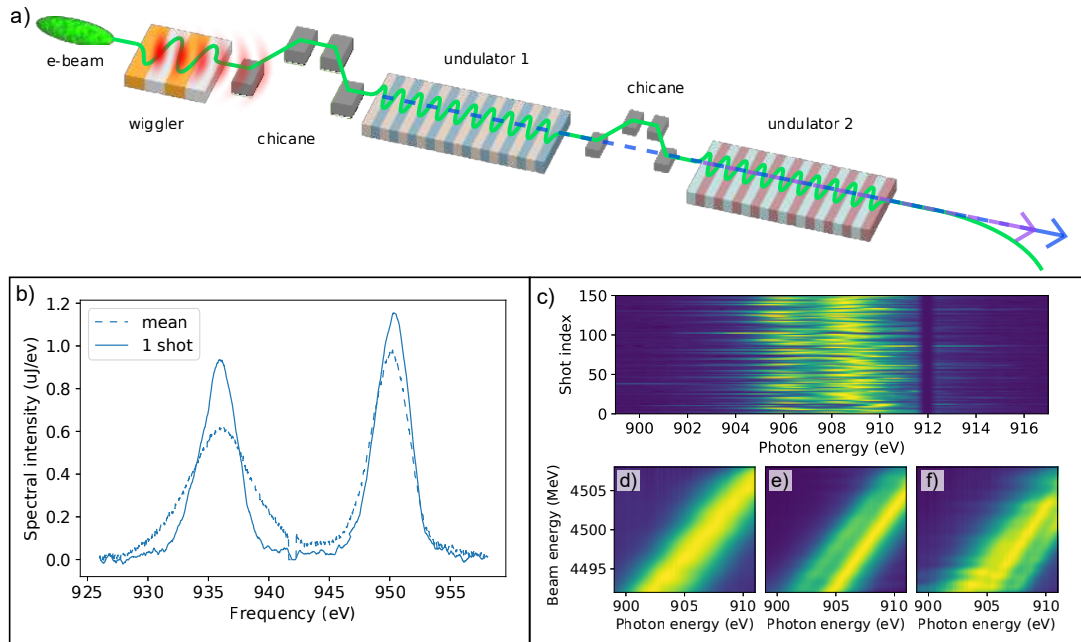 a)
e-beam
wiggler
chicane
undulator 1
chicane
undulator 2
b)
1.2
1.0
0.8
0.6
0.4
0.2
0.0
Spectral intensity (uJ/ev)
mean
1 shot
925 930 935 940 945 950 955
Frequency (eV)
c)
150
100
50
0
Shot index
900 902 904 906 908 910 912 914 916
Photon energy (eV)
d) e) f)
4505
4500
4495
Beam energy (MeV)
900 905 910 900 905 910 900 905 910
Photon energy (eV) Photon energy (eV) Photon energy (eV)